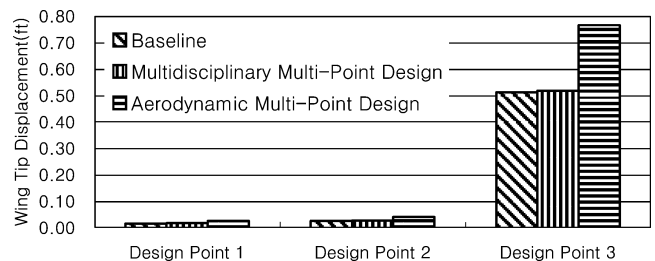 Wing Tip Displacement(ft)
0.80
0.70
0.60
0.50
0.40
0.30
0.20
0.10
0.00
Baseline
Multidisciplinary Multi-Point Design
Aerodynamic Multi-Point Design
Design Point 1
Design Point 2
Design Point 3